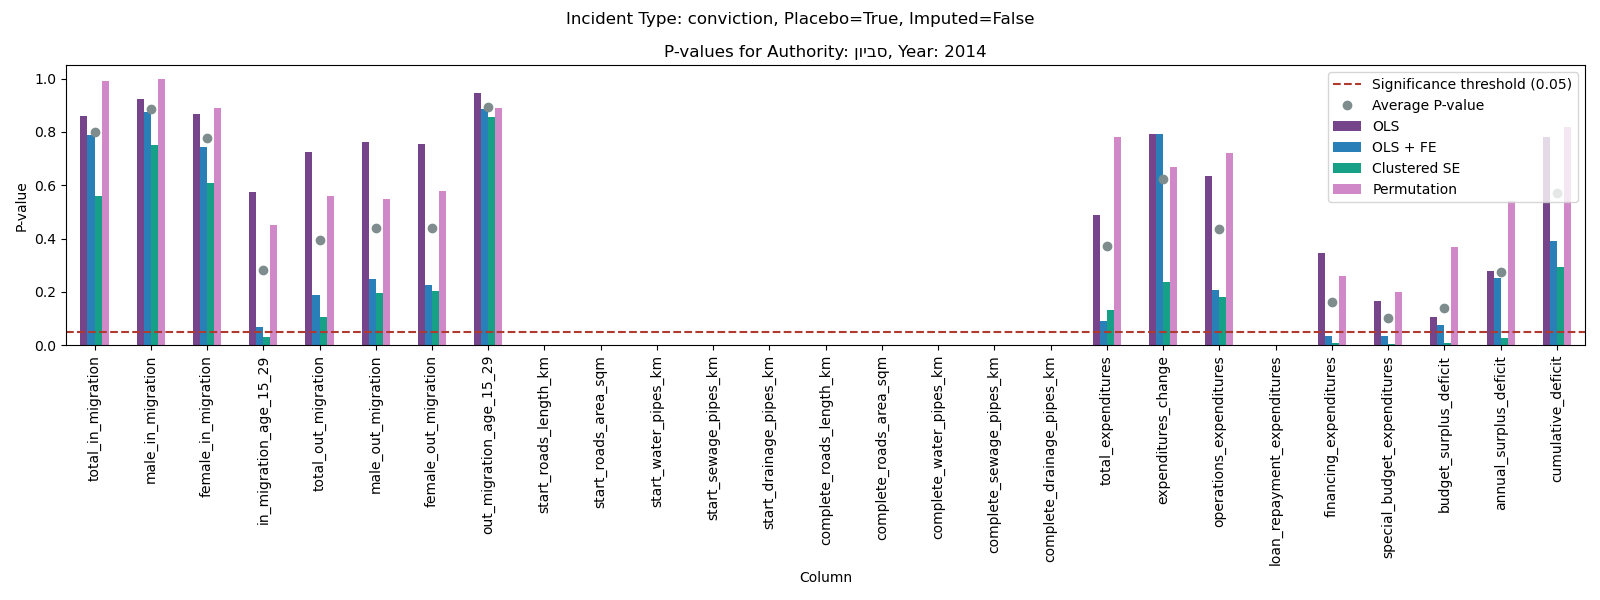 Incident Type: conviction, Placebo=True, Imputed=False
P-values for Authority: סביון, Year: 2014
P-value
1.0
0.8
0.6
0.4
0.2
0.0
Significance threshold (0.05)
Average P-value
OLS
OLS + FE
Clustered SE
Permutation
total_in_migration
male_in_migration
female_in_migration
in_migration_age_15_29
total_out_migration
male_out_migration
female_out_migration
out_migration_age_15_29
start_roads_length_km
start_roads_area_sqm
start_water_pipes_km
start_sewage_pipes_km
start_drainage_pipes_km
complete_roads_length_km
complete_roads_area_sqm
complete_water_pipes_km
complete_sewage_pipes_km
complete_drainage_pipes_km
total_expenditures
expenditures_change
operations_expenditures
loan_repayment_expenditures
financing_expenditures
special_budget_expenditures
budget_surplus_deficit
annual_surplus_deficit
cumulative_deficit
Column